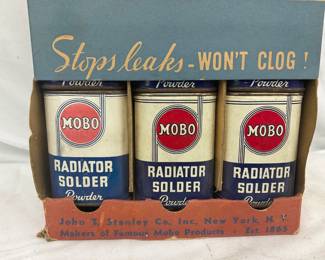 Stops leaks - WON'T CLOG !
Powder Powder Powder
MOBO MOBO MOBO
RADIATOR RADIATOR RADIATOR
SOLDER SOLDER SOLDER
Powder Powder Powder
John T. Stanley Co, Inc, New York, N. Y.
Makers of Famous Mobo Products - Est 1865